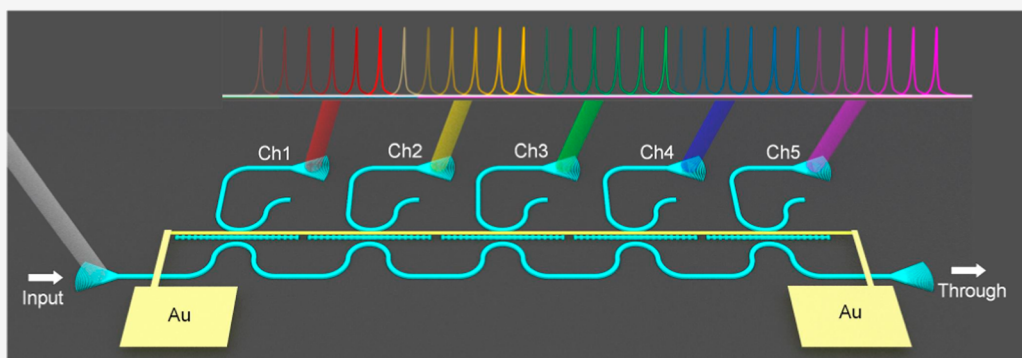 Ch1
Ch2
Ch3
Ch4
Ch5
Input
Through
Au
Au